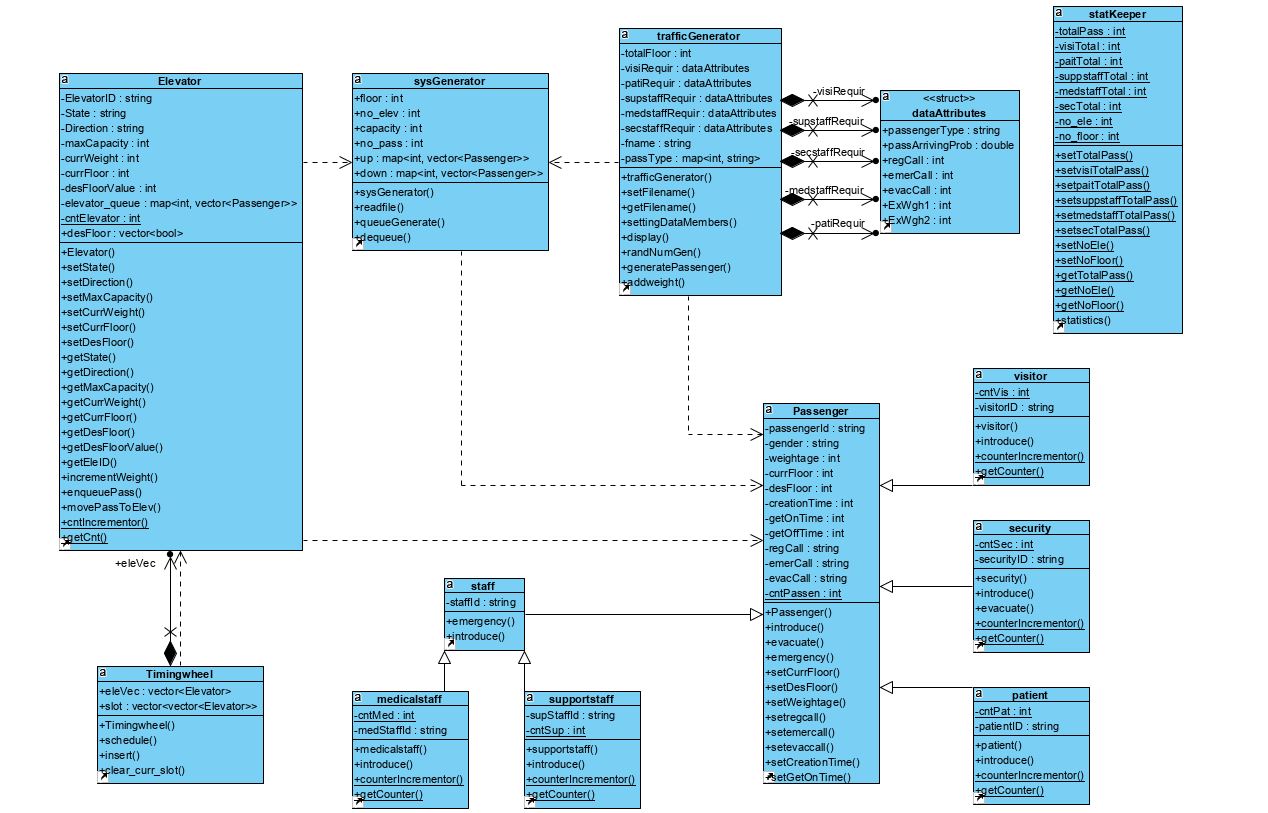 a
Elevator
-ElevatorID : string
-State : string
-Direction : string
-maxCapacity : int
-currWeight : int
-currFloor : int
-desFloorValue : int
-elevator_queue : map<int, vector<Passenger>>
-cntElevator : int
+desFloor : vector<bool>
+Elevator()
+setState()
+setDirection()
+setMaxCapacity()
+setCurrWeight()
+setCurrFloor()
+setDesFloor()
+getState()
+getDirection()
+getMaxCapacity()
+getCurrWeight()
+getCurrFloor()
+getDesFloor()
+getDesFloorValue()
+getEleID()
+incrementWeight()
+enqueuePass()
+movePassToElev()
+cntIncrementor()
+getCnt()
a
sysGenerator
+floor : int
+no_elev : int
+capacity : int
+no_pass : int
+up : map<int, vector<Passenger>>
+down : map<int, vector<Passenger>>
+sysGenerator()
+readfile()
+queueGenerate()
+dequeue()
a
trafficGenerator
-totalFloor : int
-visiRequir : dataAttributes
-patiRequir : dataAttributes
-supstaffRequir : dataAttributes
-medstaffRequir : dataAttributes
-secstaffRequir : dataAttributes
-fname : string
-passType : map<int, string>
+trafficGenerator()
+setFilename()
+getFilename()
+settingDataMembers()
+display()
+randNumGen()
+generatePassenger()
+addweight()
-visiRequir
-supstaffRequir
-secstaffRequir
-medstaffRequir
-patiRequir
a
<<struct>>
dataAttributes
+passengerType : string
+passArrivingProb : double
+regCall : int
+emerCall : int
+evacCall : int
+ExWgh1 : int
+ExWgh2 : int
a
statKeeper
-totalPass : int
-visiTotal : int
-paitTotal : int
-suppstaffTotal : int
-medstaffTotal : int
-secTotal : int
-no_ele : int
-no_floor : int
+setTotalPass()
+setvisiTotalPass()
+setpaitTotalPass()
+setsuppstaffTotalPass()
+setmedstaffTotalPass()
+setsecTotalPass()
+setNoEle()
+setNoFloor()
+getTotalPass()
+getNoEle()
+getNoFloor()
+statistics()
a
visitor
-cntVis : int
-visitorID : string
+visitor()
+introduce()
+counterIncrementor()
+getCounter()
a
Passenger
-passengerId : string
-gender : string
-weightage : int
-currFloor : int
-desFloor : int
-creationTime : int
-getOnTime : int
-getOffTime : int
-regCall : string
-emerCall : string
-evacCall : string
-cntPassen : int
+Passenger()
+introduce()
+evacuate()
+emergency()
+setCurrFloor()
+setDesFloor()
+setWeightage()
+setregcall()
+setemercall()
+setevaccall()
+setCreationTime()
+setGetOnTime()
a
security
-cntSec : int
-securityID : string
+security()
+introduce()
+evacuate()
+counterIncrementor()
+getCounter()
+eleVec
a
staff
-staffId : string
+emergency()
+introduce()
a
Timingwheel
+eleVec : vector<Elevator>
+slot : vector<vector<Elevator>>
+Timingwheel()
+schedule()
+insert()
+clear_curr_slot()
a
medicalstaff
-cntMed : int
-medStaffId : string
+medicalstaff()
+introduce()
+counterIncrementor()
+getCounter()
a
supportstaff
-supStaffId : string
-cntSup : int
+supportstaff()
+introduce()
+counterIncrementor()
+getCounter()
a
patient
-cntPat : int
-patientID : string
+patient()
+introduce()
+counterIncrementor()
+getCounter()